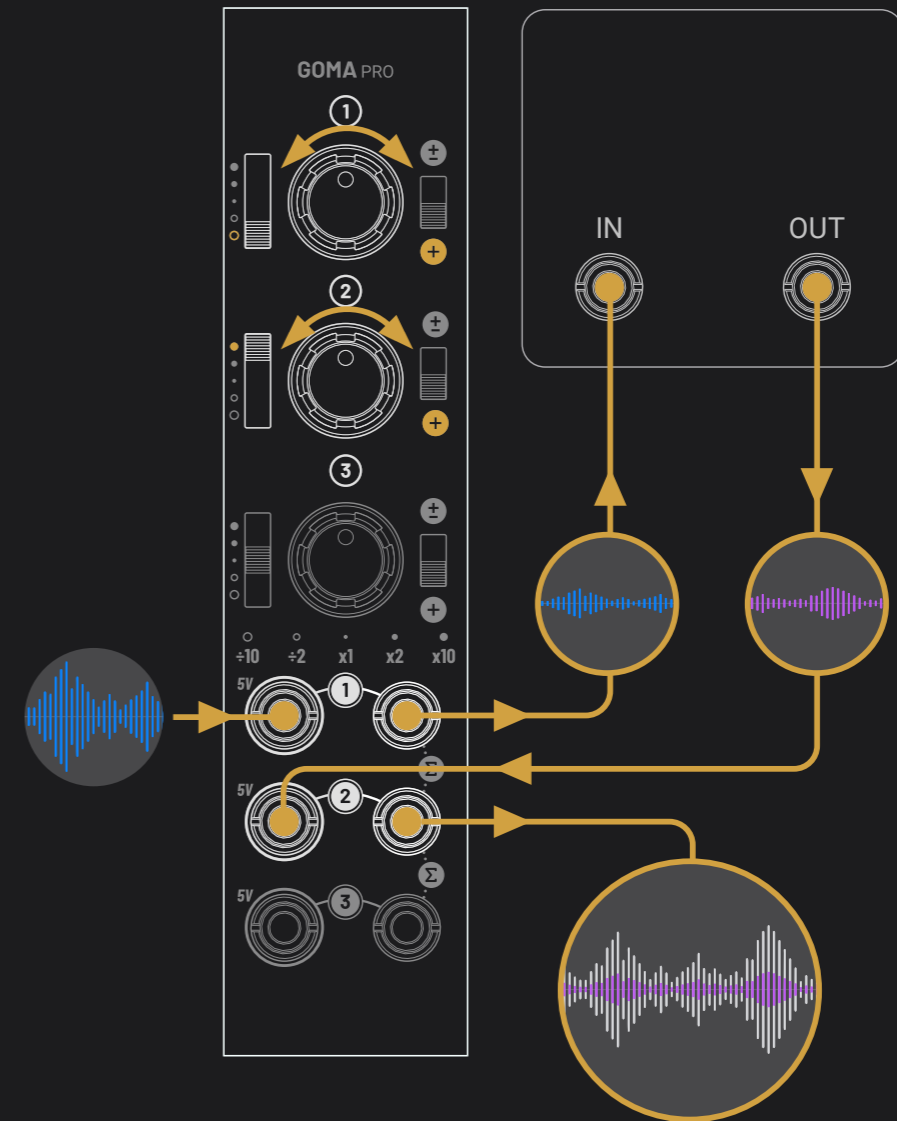 GOMA PRO
1
±
+
IN OUT
2
±
+
3
±
+
÷10 ÷2 x1 x2 x10
5V 1
Σ
5V 2
Σ
5V 3